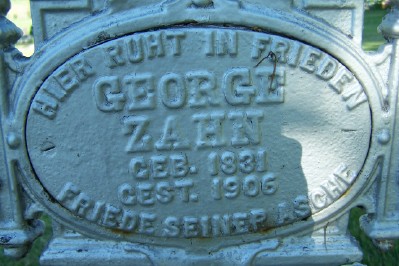 HIER RUHT IN FRIEDEN
GEORGE
ZAHN
GEB. 1831
GEST. 1906
FRIEDE SEINER ASCHE